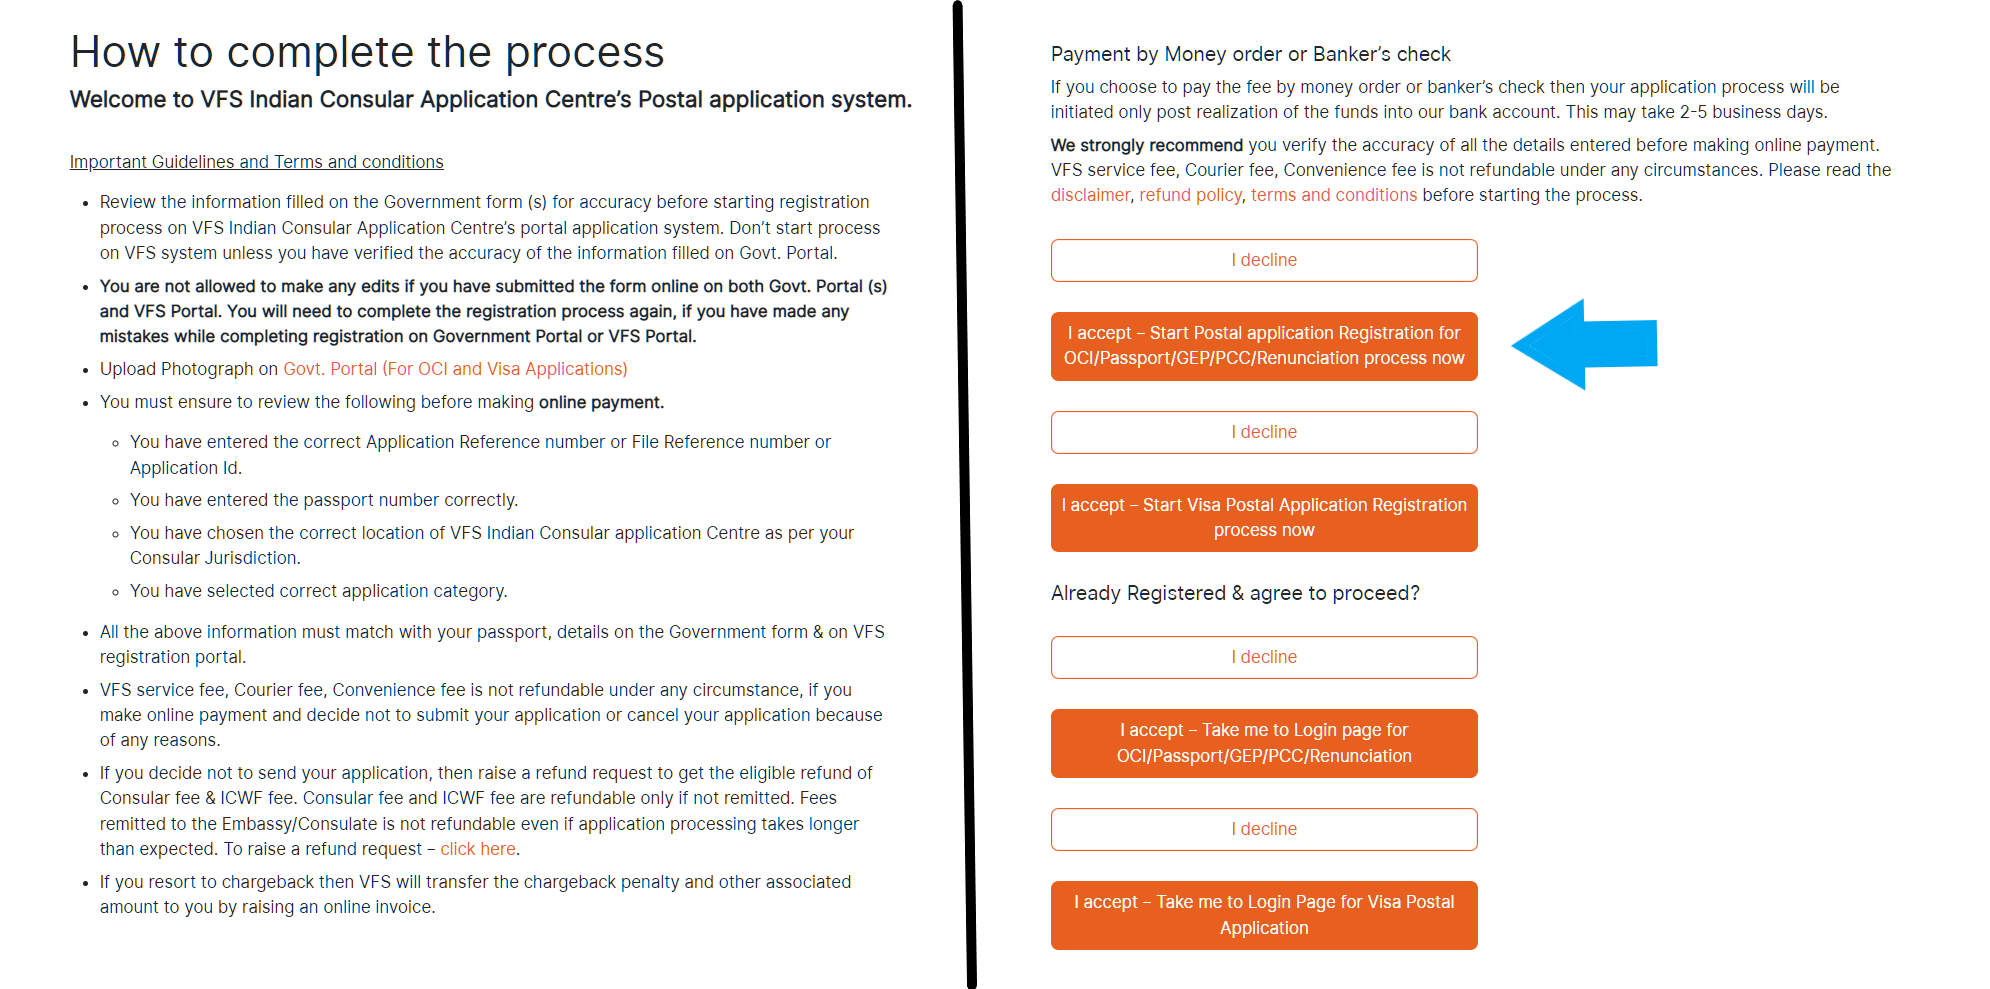 How to complete the process
Welcome to VFS Indian Consular Application Centre's Postal application system.
Important Guidelines and Terms and conditions
• Review the information filled on the Government form (s) for accuracy before starting registration
process on VFS Indian Consular Application Centre's portal application system. Don't start process
on VFS system unless you have verified the accuracy of the information filled on Govt. Portal.
• You are not allowed to make any edits if you have submitted the form online on both Govt. Portal (s)
and VFS Portal. You will need to complete the registration process again, if you have made any
mistakes while completing registration on Government Portal or VFS Portal.
• Upload Photograph on Govt. Portal (For OCI and Visa Applications)
• You must ensure to review the following before making online payment.
◦ You have entered the correct Application Reference number or File Reference number or
Application Id.
◦ You have entered the passport number correctly.
◦ You have chosen the correct location of VFS Indian Consular application Centre as per your
Consular Jurisdiction.
◦ You have selected correct application category.
• All the above information must match with your passport, details on the Government form & on VFS
registration portal.
• VFS service fee, Courier fee, Convenience fee is not refundable under any circumstance, if you
make online payment and decide not to submit your application or cancel your application because
of any reasons.
• If you decide not to send your application, then raise a refund request to get the eligible refund of
Consular fee & ICWF fee. Consular fee and ICWF fee are refundable only if not remitted. Fees
remitted to the Embassy/Consulate is not refundable even if application processing takes longer
than expected. To raise a refund request – click here.
• If you resort to chargeback then VFS will transfer the chargeback penalty and other associated
amount to you by raising an online invoice.
Payment by Money order or Banker's check
If you choose to pay the fee by money order or banker's check then your application process will be
initiated only post realization of the funds into our bank account. This may take 2-5 business days.
We strongly recommend you verify the accuracy of all the details entered before making online payment.
VFS service fee, Courier fee, Convenience fee is not refundable under any circumstances. Please read the
disclaimer, refund policy, terms and conditions before starting the process.
I decline
I accept – Start Postal application Registration for
OCI/Passport/GEP/PCC/Renunciation process now
I decline
I accept – Start Visa Postal Application Registration
process now
Already Registered & agree to proceed?
I decline
I accept – Take me to Login page for
OCI/Passport/GEP/PCC/Renunciation
I decline
I accept – Take me to Login Page for Visa Postal
Application